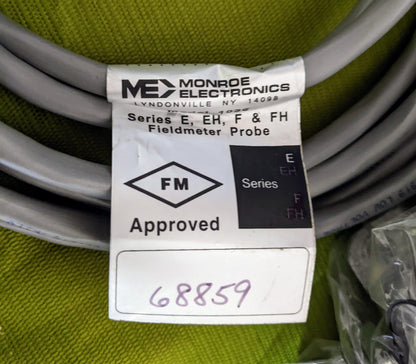 ME MONROE
ELECTRONICS
LYNDONVILLE NY 14098
Series E, EH, F & FH
Fieldmeter Probe
FM
Approved
Series
E
EH
F
FH
68859